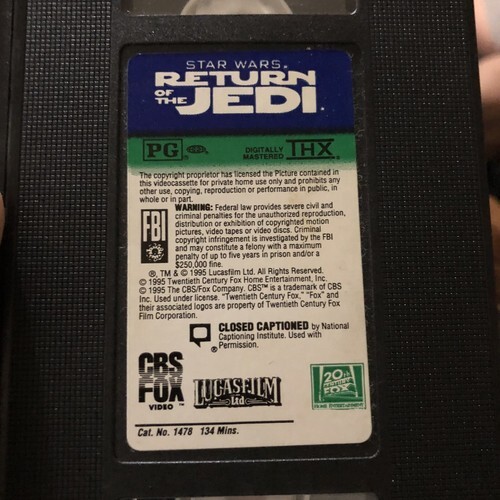 STAR WARS®
RETURN
OF THE JEDI
PG ® DIGITALLY MASTERED THX®
The copyright proprietor has licensed the Picture contained in
this videocassette for private home use only and prohibits any
other use, copying, reproduction or performance in public, in
whole or in part.
FBI
WARNING: Federal law provides severe civil and
criminal penalties for the unauthorized reproduction,
distribution or exhibition of copyrighted motion
pictures, video tapes or video discs. Criminal
copyright infringement is investigated by the FBI
and may constitute a felony with a maximum
penalty of up to five years in prison and/or a
$250,000 fine.
®, TM & © 1995 Lucasfilm Ltd. All Rights Reserved.
© 1995 Twentieth Century Fox Home Entertainment, Inc.
© 1995 The CBS/Fox Company. CBS™ is a trademark of CBS
Inc. Used under license. "Twentieth Century Fox," "Fox" and
their associated logos are property of Twentieth Century Fox
Film Corporation.
CLOSED CAPTIONED by National
Captioning Institute. Used with
Permission.
®
CBS
FOX
VIDEO ™
LUCASFILM
Ltd
20th
CENTURY
FOX
HOME ENTERTAINMENT
Cat. No. 1478 134 Mins.